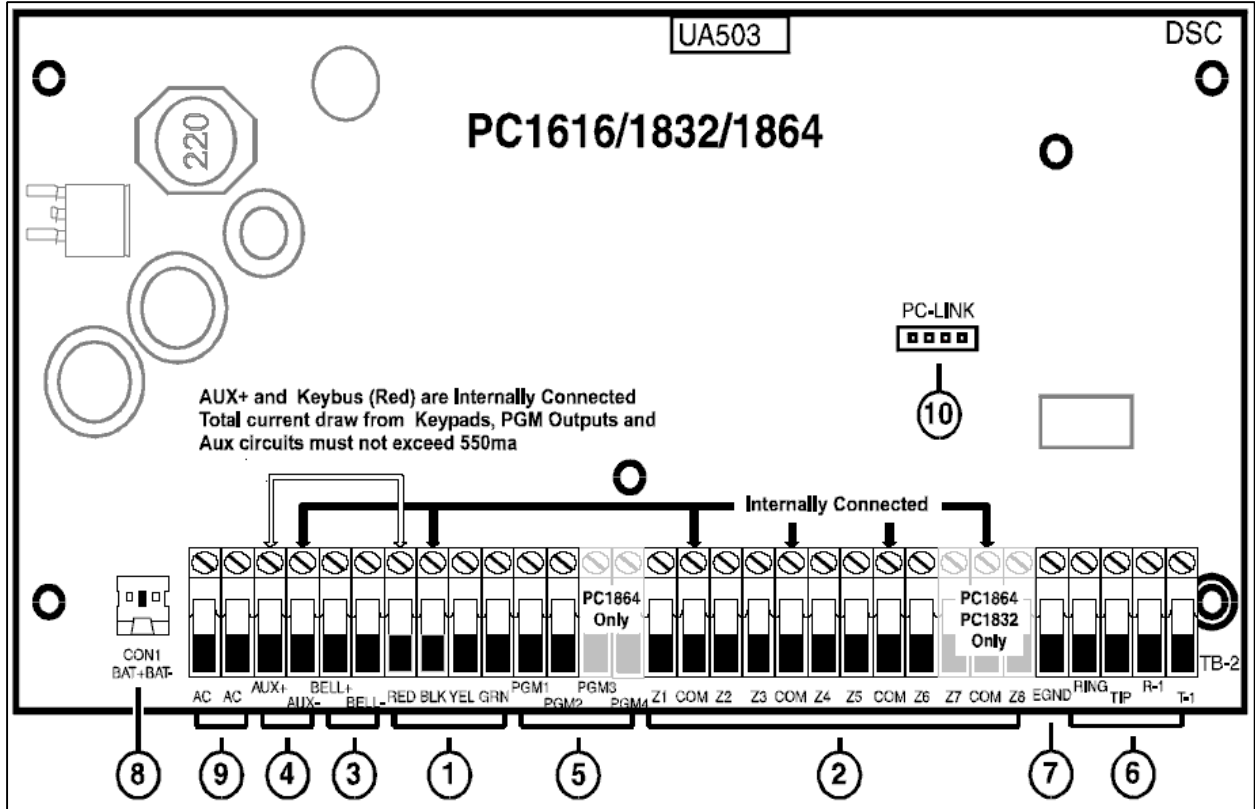 UA503
DSC
PC1616/1832/1864
220
PC-LINK
10
AUX+ and Keybus (Red) are Internally Connected
Total current draw from Keypads, PGM Outputs and
Aux circuits must not exceed 550ma
Internally Connected
PC1864
Only
PC1864
PC1832
Only
CON1
BAT+BAT-
TB-2
AC AC AUX+ AUX- BELL+ BELL- RED BLK YEL GRN PGM1 PGM2 PGM3 PGM4 Z1 COM Z2 Z3 COM Z4 Z5 COM Z6 Z7 COM Z8 EGND RING TIP R-1 T-1
8 9 4 3 1 5 2 7 6